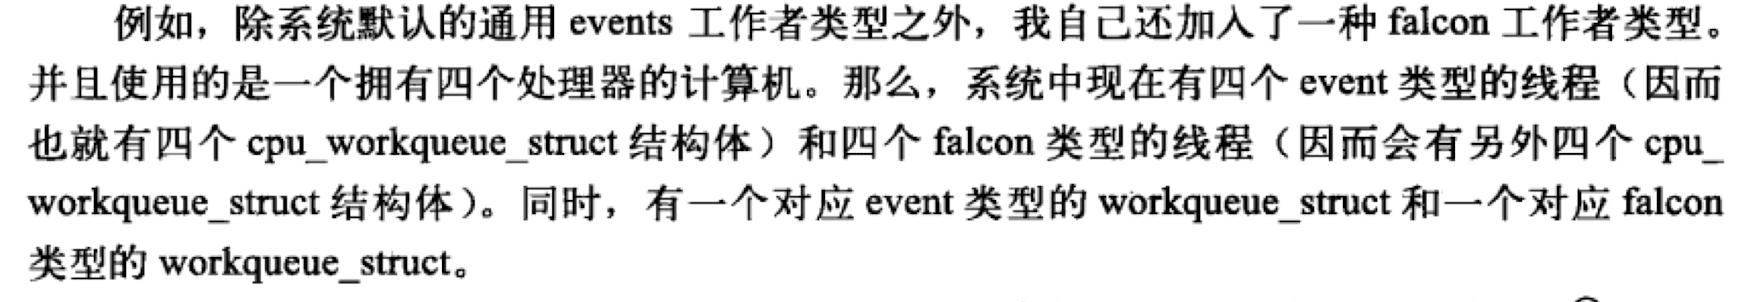 例如，除系统默认的通用 events 工作者类型之外，我自己还加入了一种 falcon 工作者类型。
并且使用的是一个拥有四个处理器的计算机。那么，系统中现在有四个 event 类型的线程（因而
也就有四个 cpu_workqueue_struct 结构体）和四个 falcon 类型的线程（因而会有另外四个 cpu_
workqueue_struct 结构体）。同时，有一个对应 event 类型的 workqueue_struct 和一个对应 falcon
类型的 workqueue_struct。